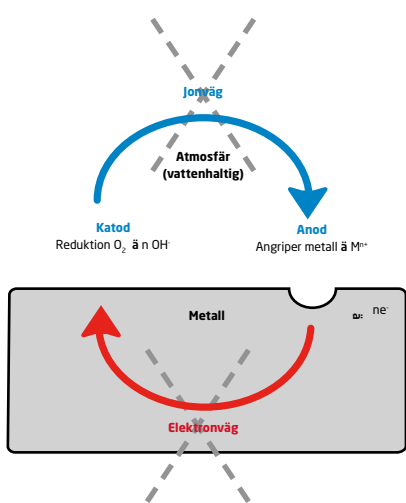 Jonväg
Atmosfär
(vattenhaltig)
Katod
Reduktion O₂ ä n OH⁻
Anod
Angriper metall ä Mⁿ⁺
Metall
ne⁻
Elektronväg